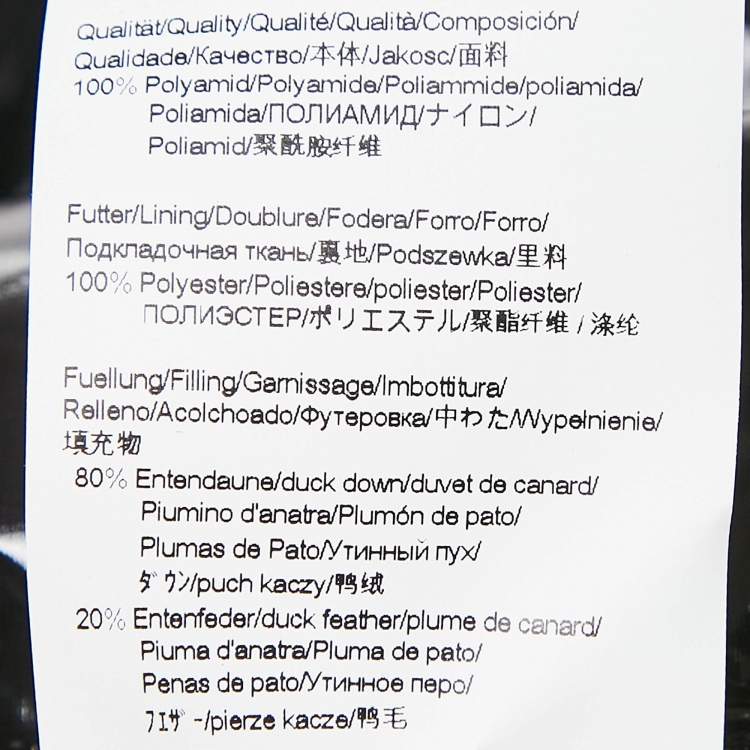 Qualität/Quality/Qualité/Qualità/Composición/
Qualidade/Качество/本体/Jakosc/面料
100% Polyamid/Polyamide/Poliammide/poliamida/
Poliamida/ПОЛИАМИД/ナイロン/
Poliamid/聚酰胺纤维
Futter/Lining/Doublure/Fodera/Forro/Forro/
Подкладочная ткань/裏地/Podszewka/里料
100% Polyester/Poliestere/poliester/Poliester/
ПОЛИЭСТЕР/ポリエステル/聚酯纤维 / 涤纶
Fuellung/Filling/Garnissage/Imbottitura/
Relleno/Acolchoado/Футеровка/中わた/Wypełnienie/
填充物
80% Entendaune/duck down/duvet de canard/
Piumino d'anatra/Plumón de pato/
Plumas de Pato/Утинный пух/
ダウン/puch kaczy/鸭绒
20% Entenfeder/duck feather/plume de canard/
Piuma d'anatra/Pluma de pato/
Penas de pato/Утинное перо/
フェザー/pierze kacze/鸭毛